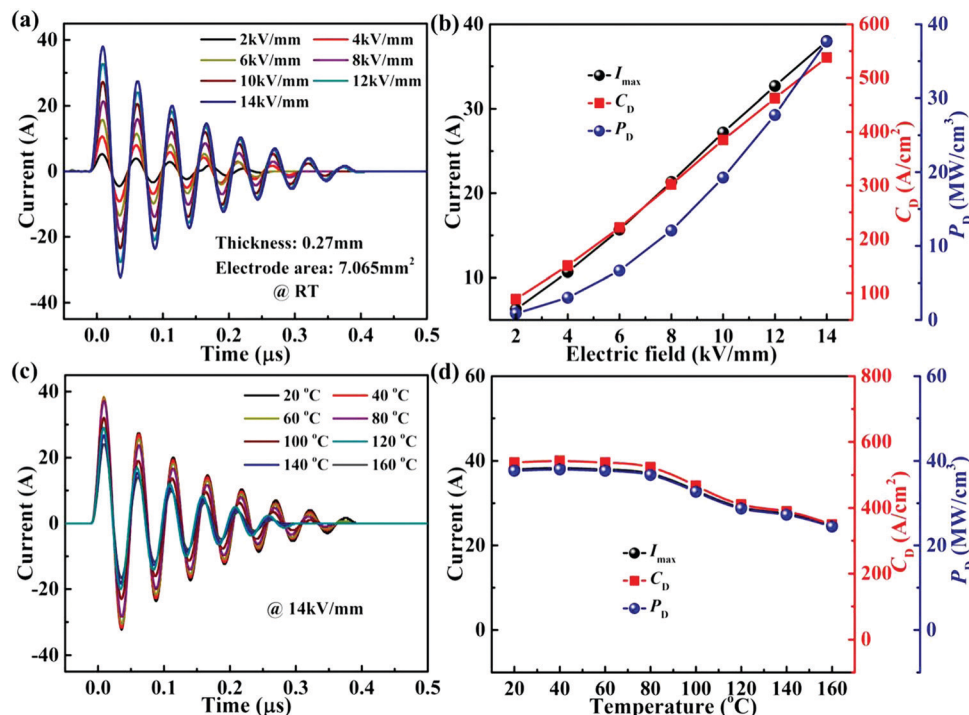 (a)
Current (A)
40
20
0
-20
-40
2kV/mm 4kV/mm
6kV/mm 8kV/mm
10kV/mm 12kV/mm
14kV/mm
Thickness: 0.27mm
Electrode area: 7.065mm²
@ RT
0.0 0.1 0.2 0.3 0.4 0.5
Time (μs)
(b)
Current (A)
40
30
20
10
Imax
CD
PD
2 4 6 8 10 12 14
Electric field (kV/mm)
600
500
400
300
200
100
CD (A/cm²)
40
30
20
10
0
PD (MW/cm³)
(c)
Current (A)
40
20
0
-20
-40
20 °C 40 °C
60 °C 80 °C
100 °C 120 °C
140 °C 160 °C
@ 14kV/mm
0.0 0.1 0.2 0.3 0.4 0.5
Time (μs)
(d)
Current (A)
60
45
30
15
0
Imax
CD
PD
20 40 60 80 100 120 140 160
Temperature (°C)
800
600
400
200
0
CD (A/cm²)
60
45
30
15
0
PD (MW/cm³)